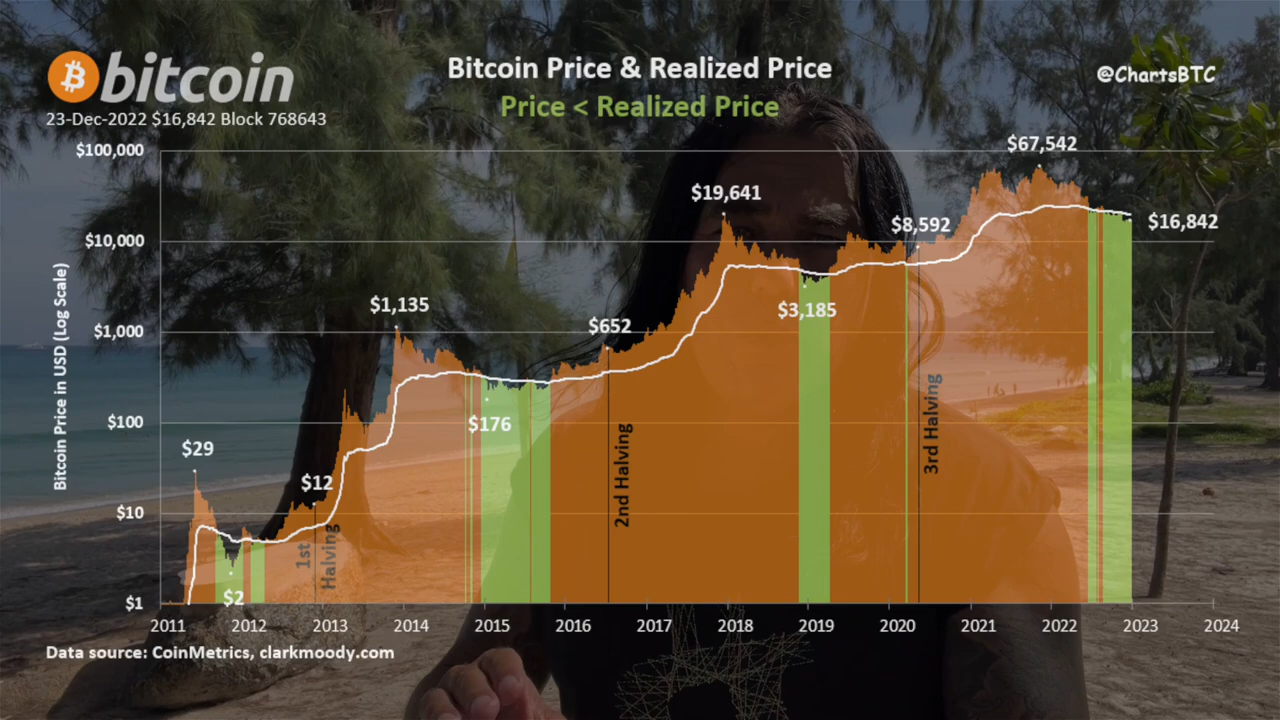 bitcoin
Bitcoin Price & Realized Price
@ChartsBTC
Price < Realized Price
23-Dec-2022 $16,842 Block 768643
$100,000
$10,000
$1,000
$100
$10
$1
Bitcoin Price in USD (Log Scale)
$29
$2
$12
$1,135
$176
$652
$19,641
$3,185
$8,592
$67,542
$16,842
1st
Halving
2nd Halving
3rd Halving
2011 2012 2013 2014 2015 2016 2017 2018 2019 2020 2021 2022 2023 2024
Data source: CoinMetrics, clarkmoody.com